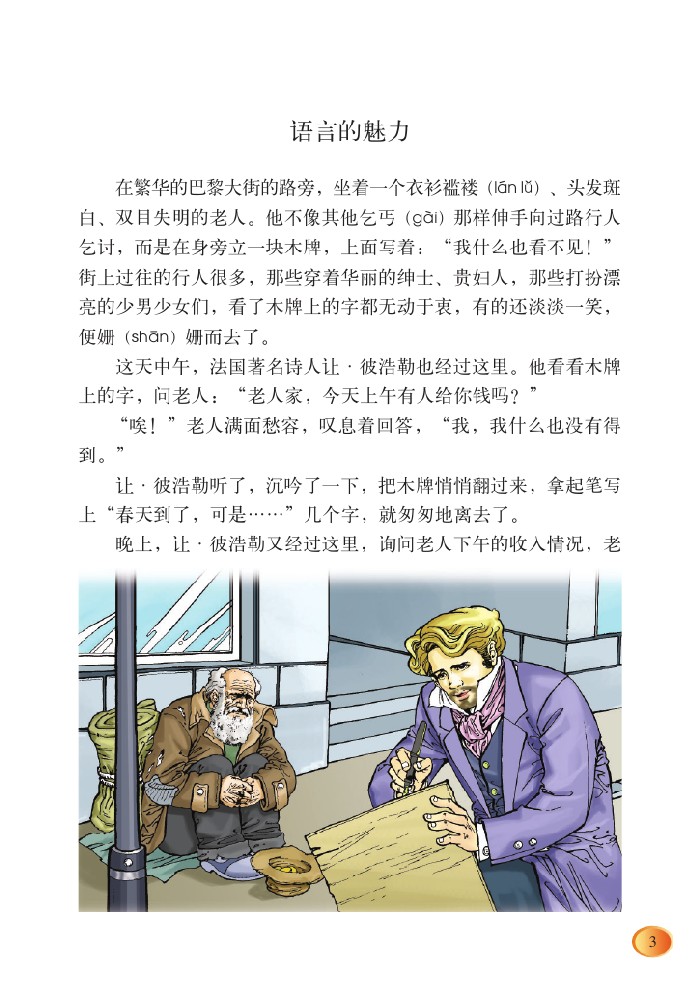 语言的魅力
在繁华的巴黎大街的路旁，坐着一个衣衫褴褛（lán lǚ）、头发斑
白、双目失明的老人。他不像其他乞丐（gài）那样伸手向过路行人
乞讨，而是在身旁立一块木牌，上面写着：“我什么也看不见！”
街上过往的行人很多，那些穿着华丽的绅士、贵妇人，那些打扮漂
亮的少男少女们，看了木牌上的字都无动于衷，有的还淡淡一笑，
便姗（shān）姗而去了。
这天中午，法国著名诗人让·彼浩勒也经过这里。他看看木牌
上的字，问老人：“老人家，今天上午有人给你钱吗？”
“唉！”老人满面愁容，叹息着回答，“我，我什么也没有得
到。”
让·彼浩勒听了，沉吟了一下，把木牌悄悄翻过来，拿起笔写
上“春天到了，可是……”几个字，就匆匆地离去了。
晚上，让·彼浩勒又经过这里，询问老人下午的收入情况，老
3